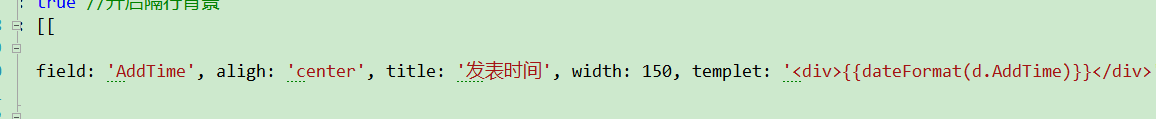 : true //开启隔行背景
: [[
field: 'AddTime', aligh: 'center', title: '发表时间', width: 150, templet: '<div>{{dateFormat(d.AddTime)}}</div>